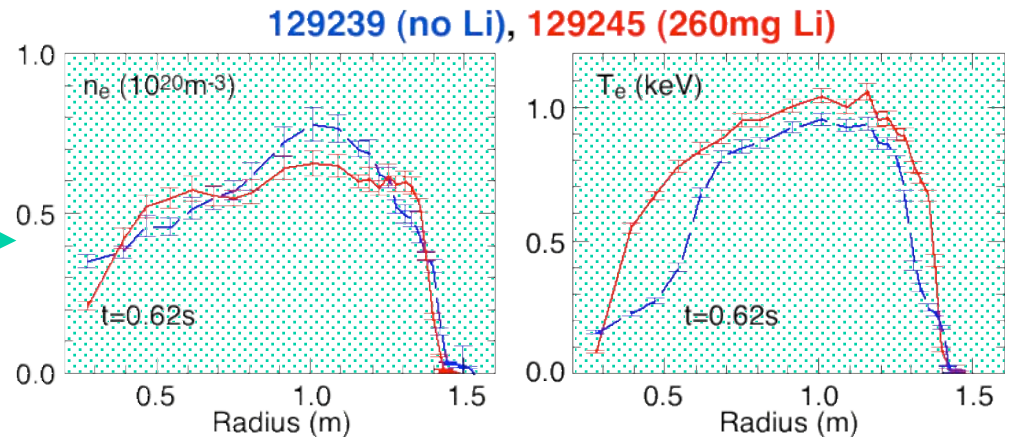 129239 (no Li), 129245 (260mg Li)
nₑ (10²⁰m⁻³)
1.0
0.5
0.0
t=0.62s
0.5 1.0 1.5
Radius (m)
Tₑ (keV)
1.0
0.5
0.0
t=0.62s
0.5 1.0 1.5
Radius (m)